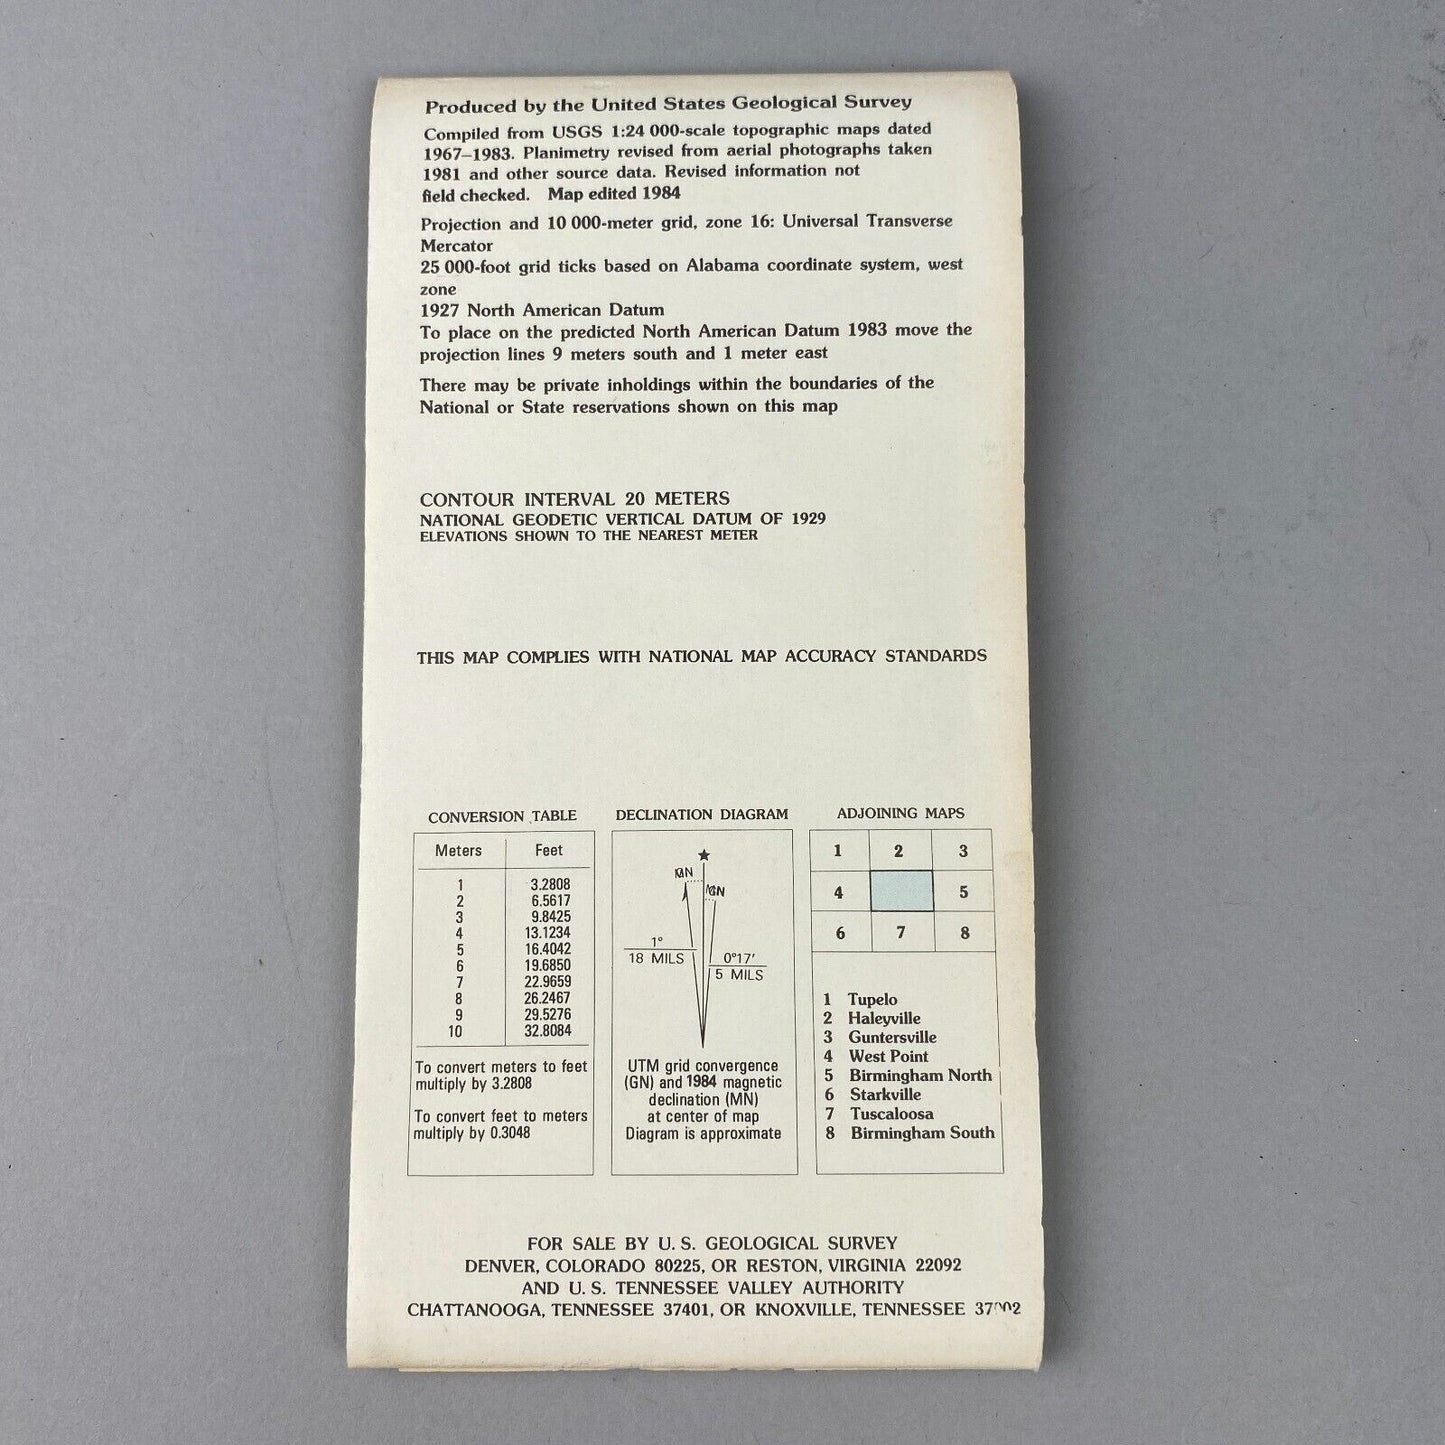 Produced by the United States Geological Survey
Compiled from USGS 1:24 000-scale topographic maps dated
1967–1983. Planimetry revised from aerial photographs taken
1981 and other source data. Revised information not
field checked. Map edited 1984
Projection and 10 000-meter grid, zone 16: Universal Transverse
Mercator
25 000-foot grid ticks based on Alabama coordinate system, west
zone
1927 North American Datum
To place on the predicted North American Datum 1983 move the
projection lines 9 meters south and 1 meter east
There may be private inholdings within the boundaries of the
National or State reservations shown on this map
CONTOUR INTERVAL 20 METERS
NATIONAL GEODETIC VERTICAL DATUM OF 1929
ELEVATIONS SHOWN TO THE NEAREST METER
THIS MAP COMPLIES WITH NATIONAL MAP ACCURACY STANDARDS
CONVERSION TABLE
Meters Feet
1 3.2808
2 6.5617
3 9.8425
4 13.1234
5 16.4042
6 19.6850
7 22.9659
8 26.2467
9 29.5276
10 32.8084
To convert meters to feet
multiply by 3.2808
To convert feet to meters
multiply by 0.3048
DECLINATION DIAGRAM
1°
18 MILS
0°17′
5 MILS
UTM grid convergence
(GN) and 1984 magnetic
declination (MN)
at center of map
Diagram is approximate
ADJOINING MAPS
1 2 3
4 5
6 7 8
1 Tupelo
2 Haleyville
3 Guntersville
4 West Point
5 Birmingham North
6 Starkville
7 Tuscaloosa
8 Birmingham South
FOR SALE BY U. S. GEOLOGICAL SURVEY
DENVER, COLORADO 80225, OR RESTON, VIRGINIA 22092
AND U. S. TENNESSEE VALLEY AUTHORITY
CHATTANOOGA, TENNESSEE 37401, OR KNOXVILLE, TENNESSEE